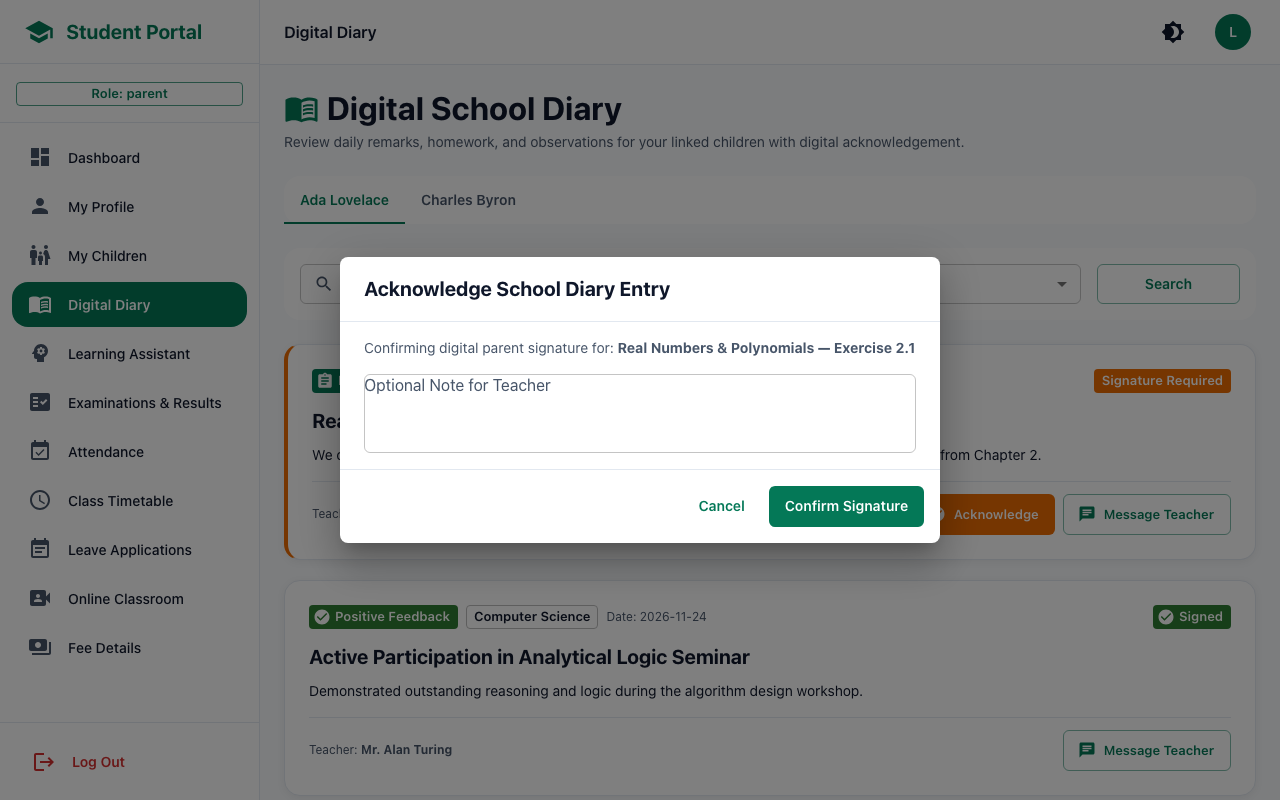 Student Portal
Role: parent
Dashboard
My Profile
My Children
Digital Diary
Learning Assistant
Examinations & Results
Attendance
Class Timetable
Leave Applications
Online Classroom
Fee Details
Log Out
Digital Diary
L
Digital School Diary
Review daily remarks, homework, and observations for your linked children with digital acknowledgement.
Ada Lovelace
Charles Byron
Search
Acknowledge School Diary Entry
Confirming digital parent signature for: Real Numbers & Polynomials — Exercise 2.1
Optional Note for Teacher
Cancel
Confirm Signature
Signature Required
We
from Chapter 2.
Acknowledge
Message Teacher
Positive Feedback
Computer Science
Date: 2026-11-24
Signed
Active Participation in Analytical Logic Seminar
Demonstrated outstanding reasoning and logic during the algorithm design workshop.
Teacher: Mr. Alan Turing
Message Teacher